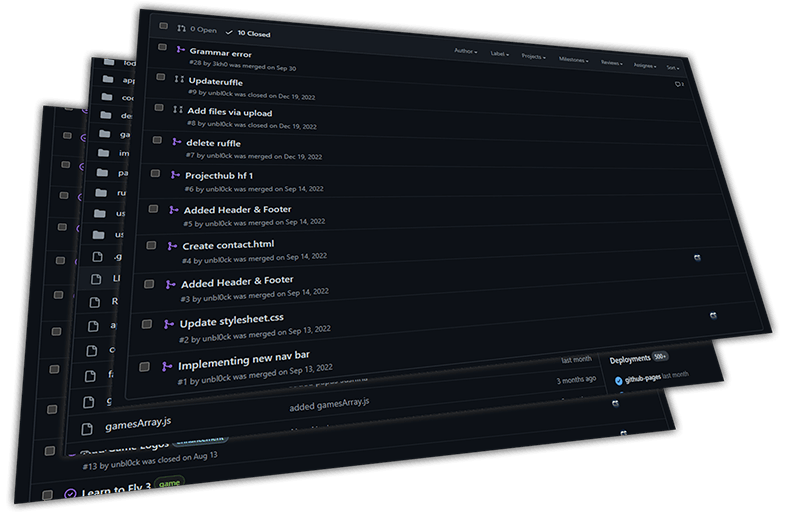 0 Open 10 Closed
Author Label Projects Milestones Reviews Assignee Sort
Grammar error
#28 by 3kh0 was merged on Sep 30
Updateruffle
#9 by unbl0ck was closed on Dec 19, 2022
Add files via upload
#8 by unbl0ck was closed on Dec 19, 2022
delete ruffle
#7 by unbl0ck was merged on Dec 19, 2022
Projecthub hf 1
#6 by unbl0ck was merged on Sep 14, 2022
Added Header & Footer
#5 by unbl0ck was merged on Sep 14, 2022
Create contact.html
#4 by unbl0ck was merged on Sep 14, 2022
Added Header & Footer
#3 by unbl0ck was merged on Sep 14, 2022
Update stylesheet.css
#2 by unbl0ck was merged on Sep 13, 2022
Implementing new nav bar
#1 by unbl0ck was merged on Sep 13, 2022
last month
3 months ago
gamesArray.js
added gamesArray.js
Deployments 500+
github-pages last month
Game Logos enhancement
#13 by unbl0ck was closed on Aug 13
Learn to Fly 3 game